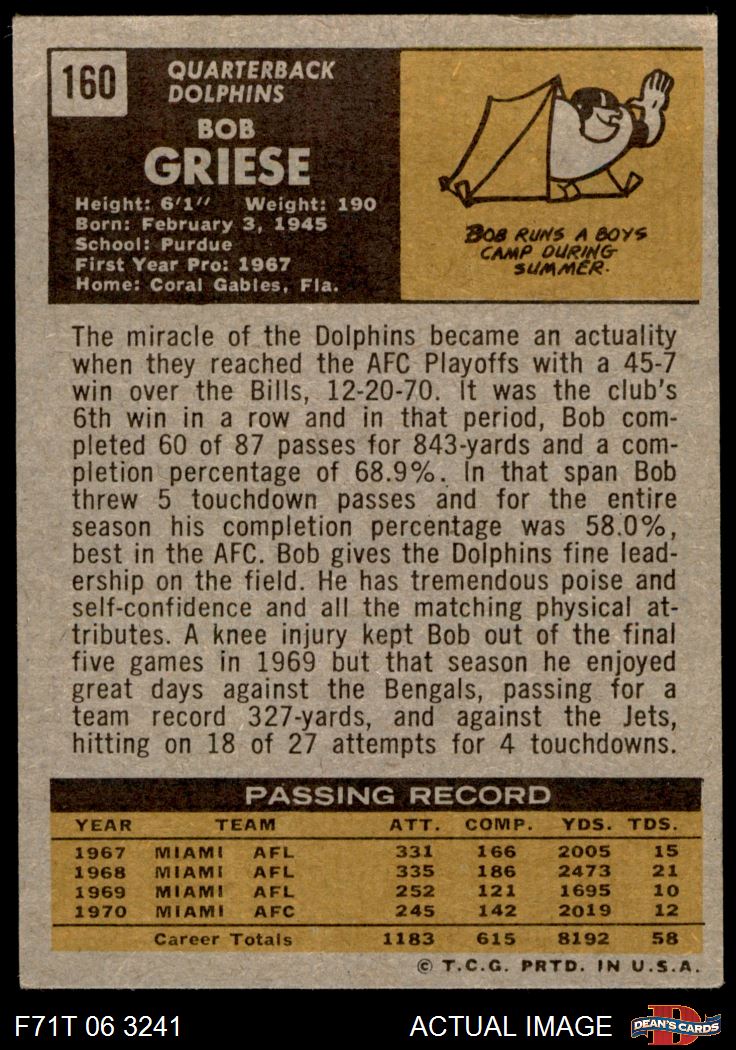 160
QUARTERBACK
DOLPHINS
BOB
GRIESE
Height: 6'1" Weight: 190
Born: February 3, 1945
School: Purdue
First Year Pro: 1967
Home: Coral Gables, Fla.
BOB RUNS A BOYS
CAMP DURING
SUMMER.
The miracle of the Dolphins became an actuality
when they reached the AFC Playoffs with a 45-7
win over the Bills, 12-20-70. It was the club's
6th win in a row and in that period, Bob com-
pleted 60 of 87 passes for 843-yards and a com-
pletion percentage of 68.9%. In that span Bob
threw 5 touchdown passes and for the entire
season his completion percentage was 58.0%,
best in the AFC. Bob gives the Dolphins fine lead-
ership on the field. He has tremendous poise and
self-confidence and all the matching physical at-
tributes. A knee injury kept Bob out of the final
five games in 1969 but that season he enjoyed
great days against the Bengals, passing for a
team record 327-yards, and against the Jets,
hitting on 18 of 27 attempts for 4 touchdowns.
PASSING RECORD
YEAR TEAM ATT. COMP. YDS. TDS.
1967 MIAMI AFL 331 166 2005 15
1968 MIAMI AFL 335 186 2473 21
1969 MIAMI AFL 252 121 1695 10
1970 MIAMI AFC 245 142 2019 12
Career Totals 1183 615 8192 58
© T.C.G. PRTD. IN U.S.A.
F71T 06 3241 ACTUAL IMAGE
D
DEAN'S CARDS